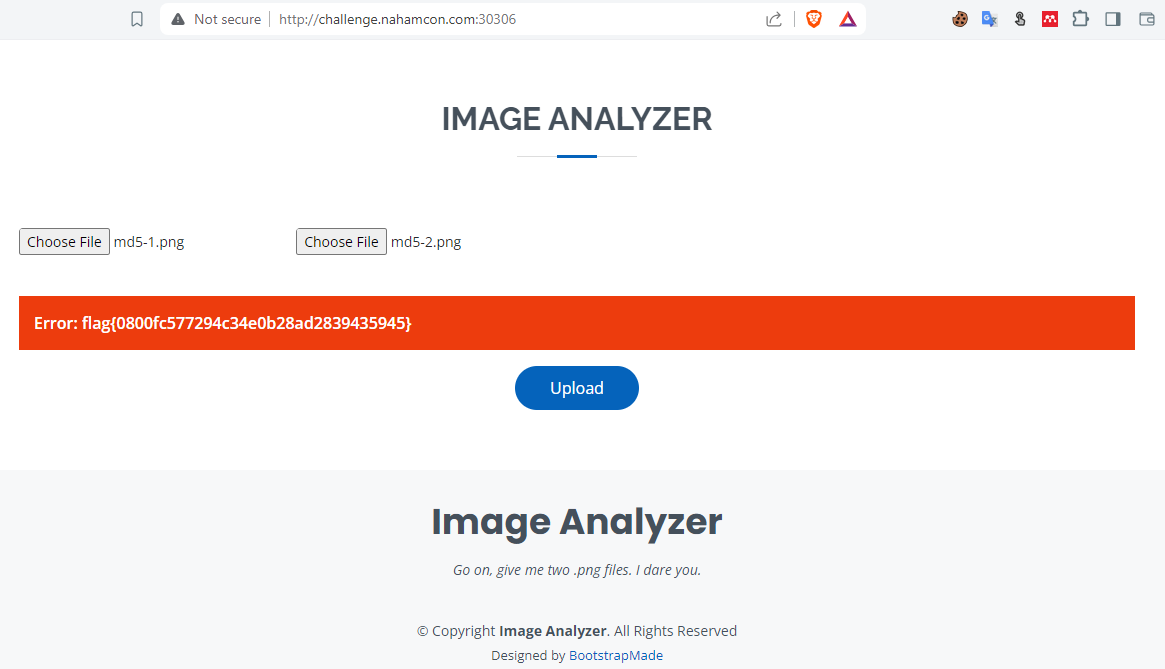 Not secure http://challenge.nahamcon.com:30306
IMAGE ANALYZER
Choose File md5-1.png Choose File md5-2.png
Error: flag{0800fc577294c34e0b28ad2839435945}
Upload
Image Analyzer
Go on, give me two .png files. I dare you.
© Copyright Image Analyzer. All Rights Reserved
Designed by BootstrapMade